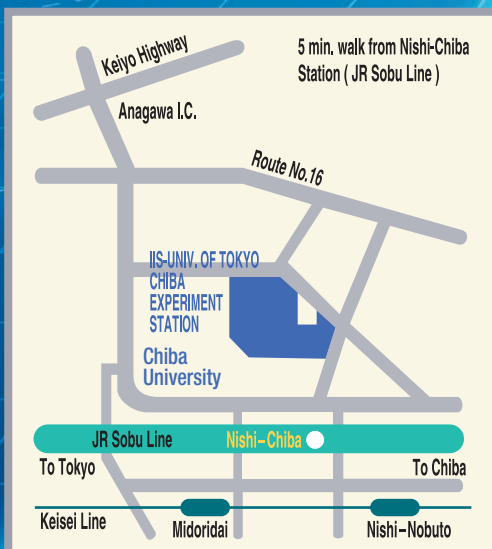 5 min. walk from Nishi-Chiba
Station ( JR Sobu Line )
Keiyo Highway
Anagawa I.C.
Route No.16
IIS-UNIV. OF TOKYO
CHIBA
EXPERIMENT
STATION
Chiba
University
JR Sobu Line
Nishi-Chiba
To Tokyo
To Chiba
Keisei Line
Midoridai
Nishi-Nobuto